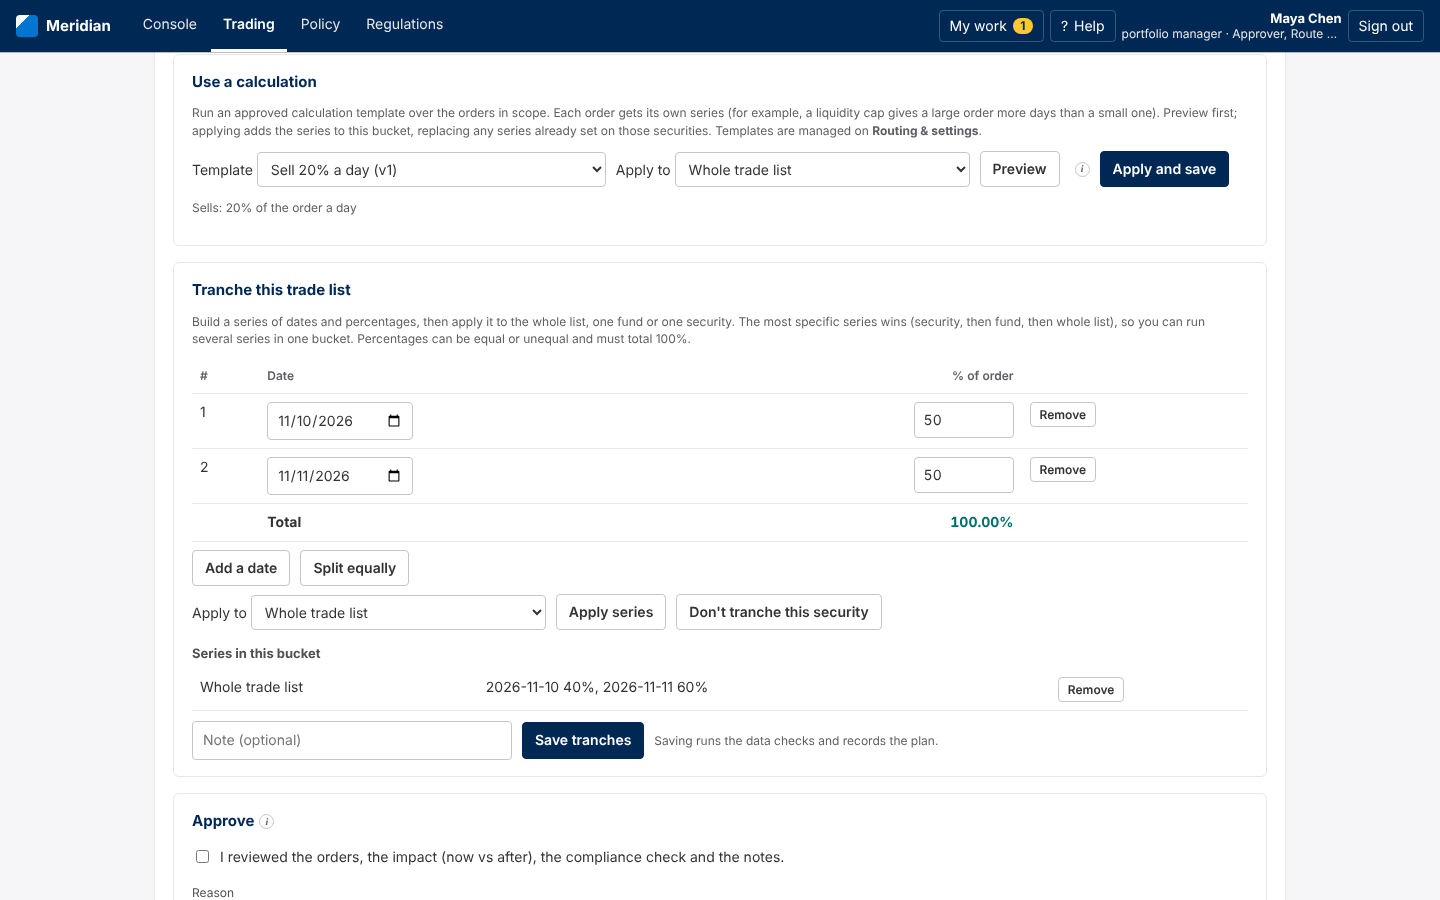 Meridian Console Trading Policy Regulations My work 1 ? Help Maya Chen Sign out
portfolio manager · Approver, Route ...
Use a calculation
Run an approved calculation template over the orders in scope. Each order gets its own series (for example, a liquidity cap gives a large order more days than a small one). Preview first;
applying adds the series to this bucket, replacing any series already set on those securities. Templates are managed on Routing & settings.
Template Sell 20% a day (v1) Apply to Whole trade list Preview i Apply and save
Sells: 20% of the order a day
Tranche this trade list
Build a series of dates and percentages, then apply it to the whole list, one fund or one security. The most specific series wins (security, then fund, then whole list), so you can run
several series in one bucket. Percentages can be equal or unequal and must total 100%.
# Date % of order
1 11/10/2026 50 Remove
2 11/11/2026 50 Remove
Total 100.00%
Add a date Split equally
Apply to Whole trade list Apply series Don't tranche this security
Series in this bucket
Whole trade list 2026-11-10 40%, 2026-11-11 60% Remove
Note (optional) Save tranches Saving runs the data checks and records the plan.
Approve i
I reviewed the orders, the impact (now vs after), the compliance check and the notes.
Reason